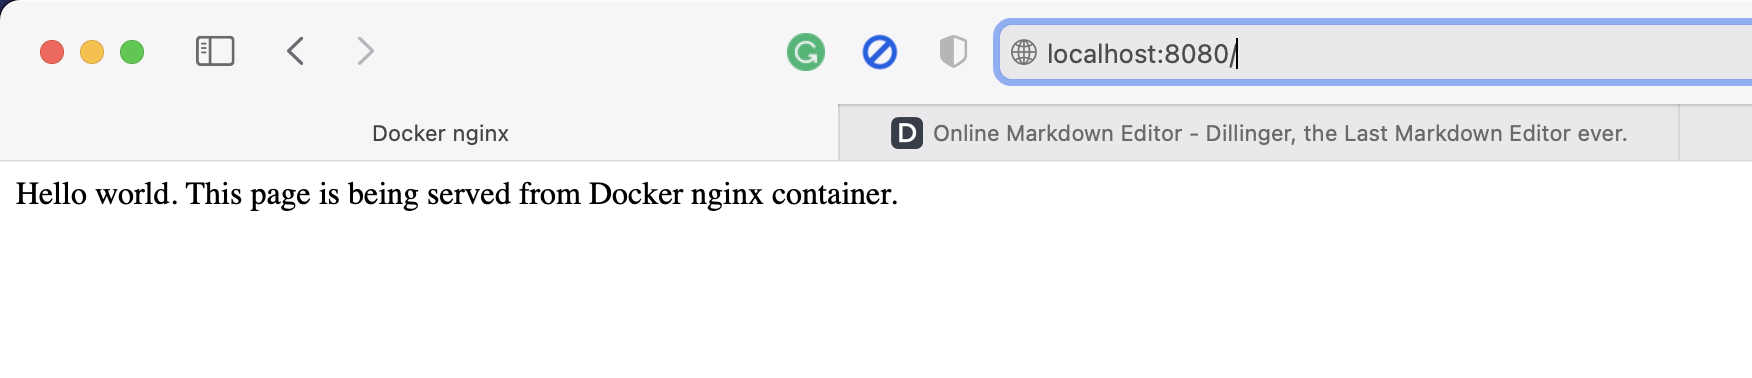 localhost:8080/
Docker nginx
D Online Markdown Editor - Dillinger, the Last Markdown Editor ever.
Hello world. This page is being served from Docker nginx container.